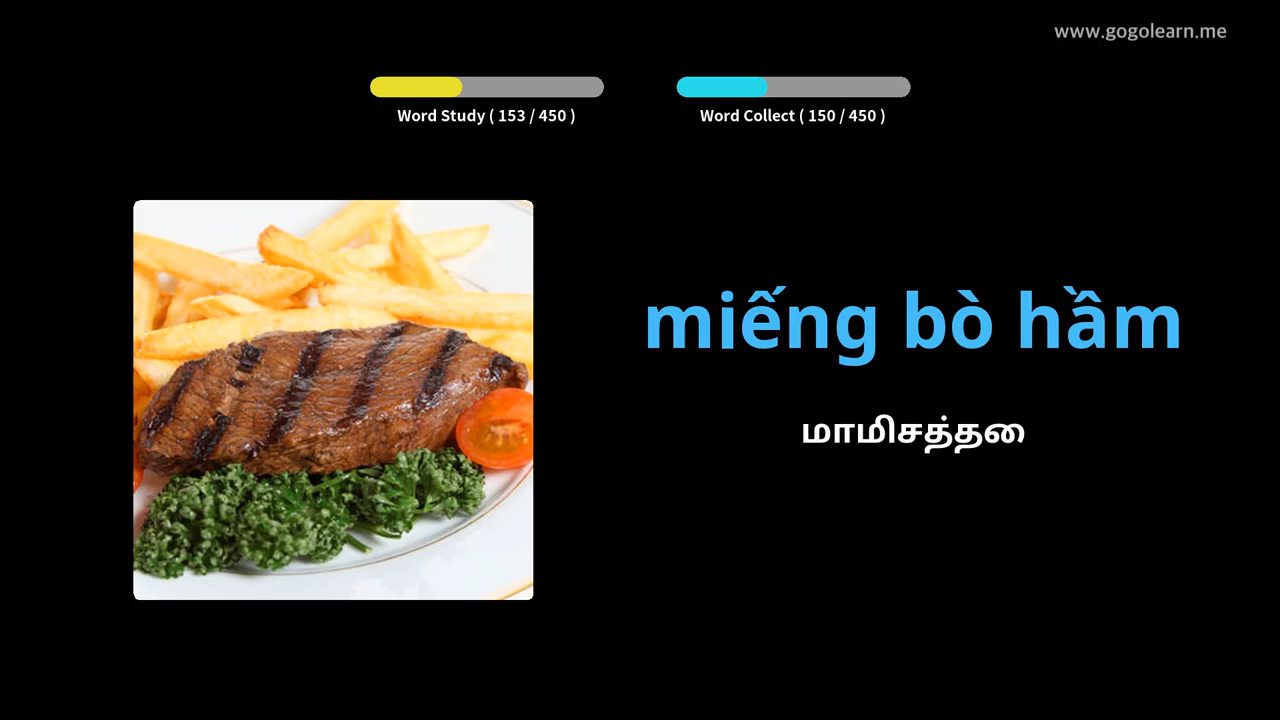 www.gogolearn.me
Word Study ( 153 / 450 )
Word Collect ( 150 / 450 )
miếng bò hầm
மாமிசத்தை